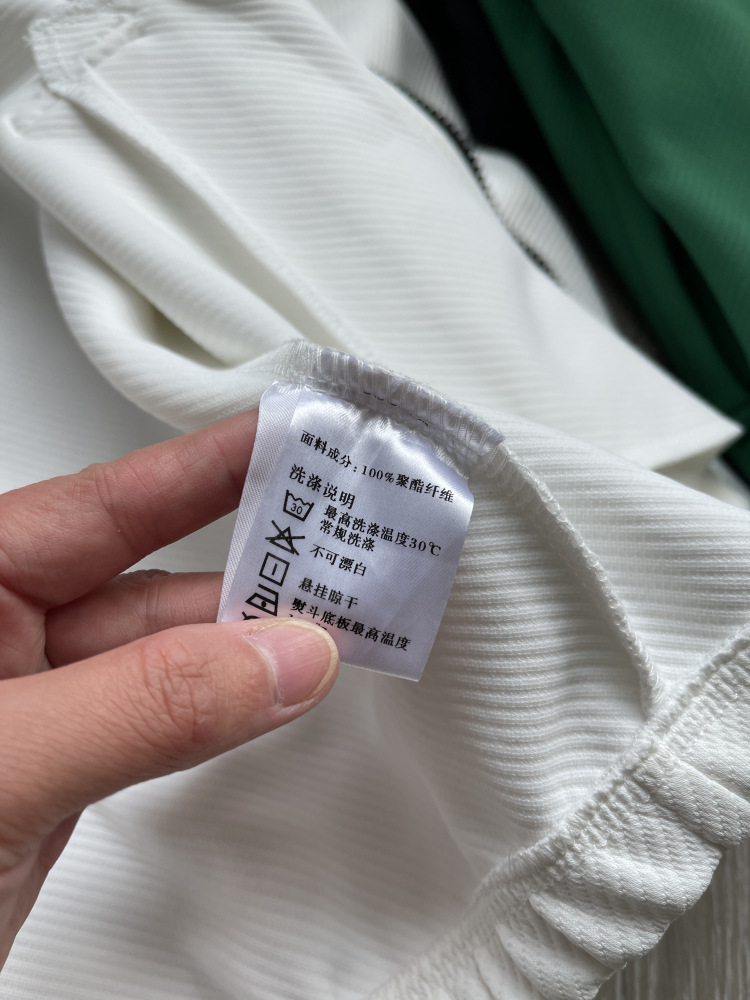 面料成分：100%聚酯纤维
洗涤说明
30
最高洗涤温度30℃
常规洗涤
不可漂白
悬挂晾干
熨斗底板最高温度